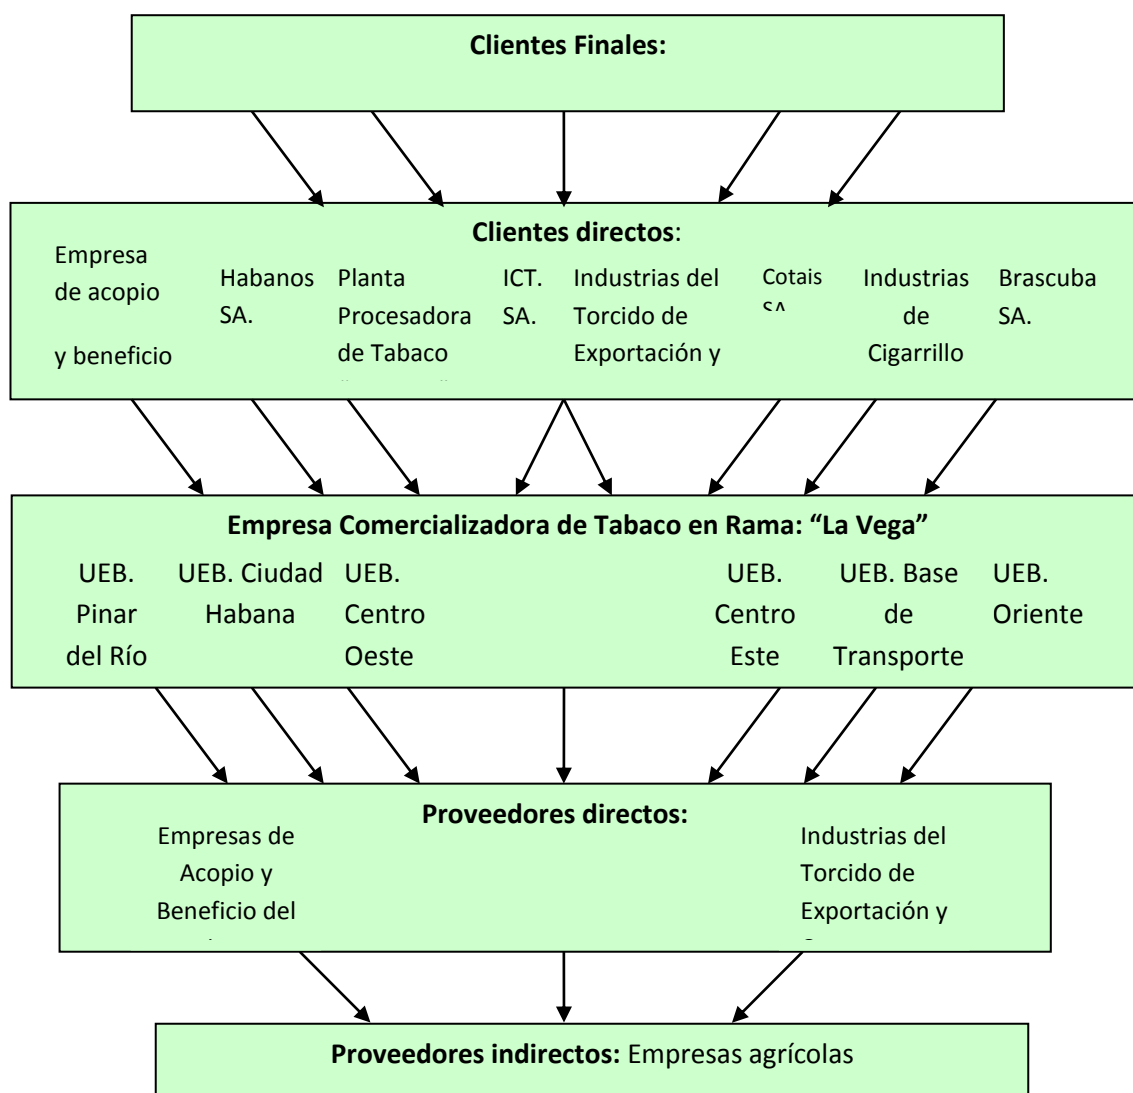 Clientes Finales:
Clientes directos:
Empresa
de acopio
y beneficio
Habanos
SA.
Planta
Procesadora
de Tabaco
ICT.
SA.
Industrias del
Torcido de
Exportación y
Cotais
SA
Industrias
de
Cigarrillo
Brascuba
SA.
Empresa Comercializadora de Tabaco en Rama: “La Vega”
UEB.
Pinar
del Río
UEB. Ciudad
Habana
UEB.
Centro
Oeste
UEB.
Centro
Este
UEB. Base
de
Transporte
UEB.
Oriente
Proveedores directos:
Empresas de
Acopio y
Beneficio del
Industrias del
Torcido de
Exportación y
Proveedores indirectos: Empresas agrícolas